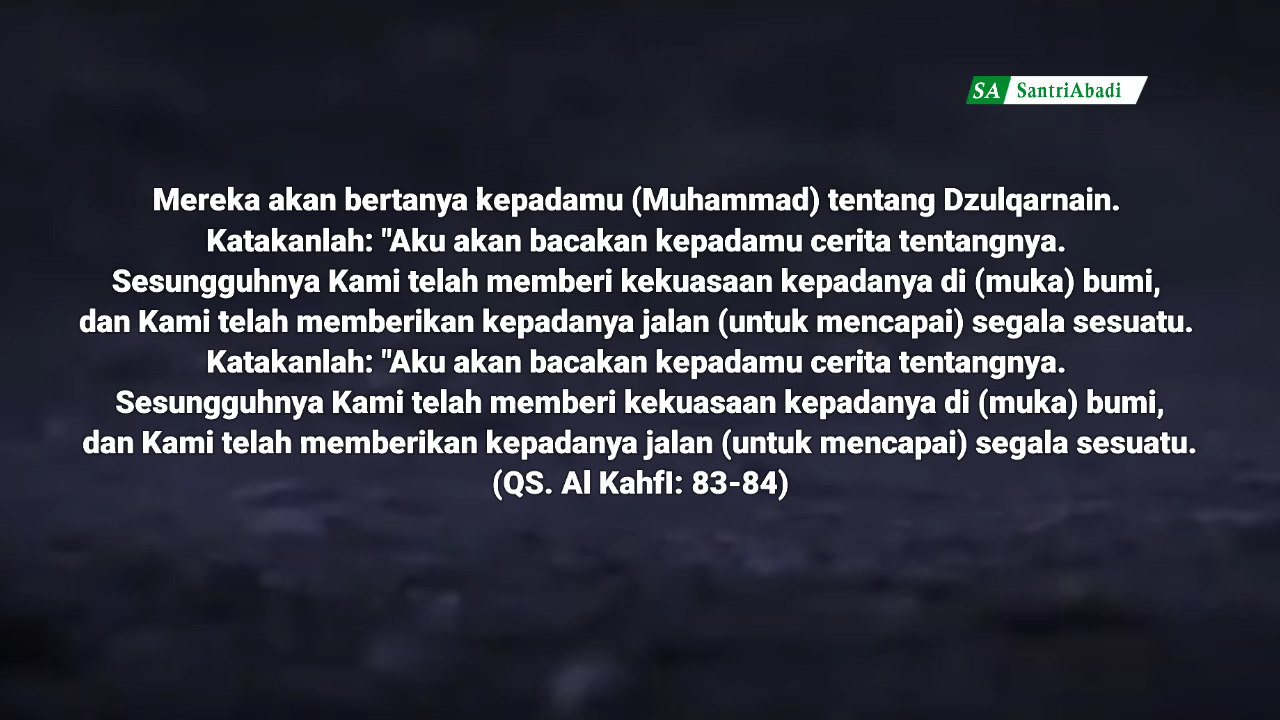 SA SantriAbadi
Mereka akan bertanya kepadamu (Muhammad) tentang Dzulqarnain.
Katakanlah: "Aku akan bacakan kepadamu cerita tentangnya.
Sesungguhnya Kami telah memberi kekuasaan kepadanya di (muka) bumi,
dan Kami telah memberikan kepadanya jalan (untuk mencapai) segala sesuatu.
Katakanlah: "Aku akan bacakan kepadamu cerita tentangnya.
Sesungguhnya Kami telah memberi kekuasaan kepadanya di (muka) bumi,
dan Kami telah memberikan kepadanya jalan (untuk mencapai) segala sesuatu.
(QS. Al KahfI: 83-84)